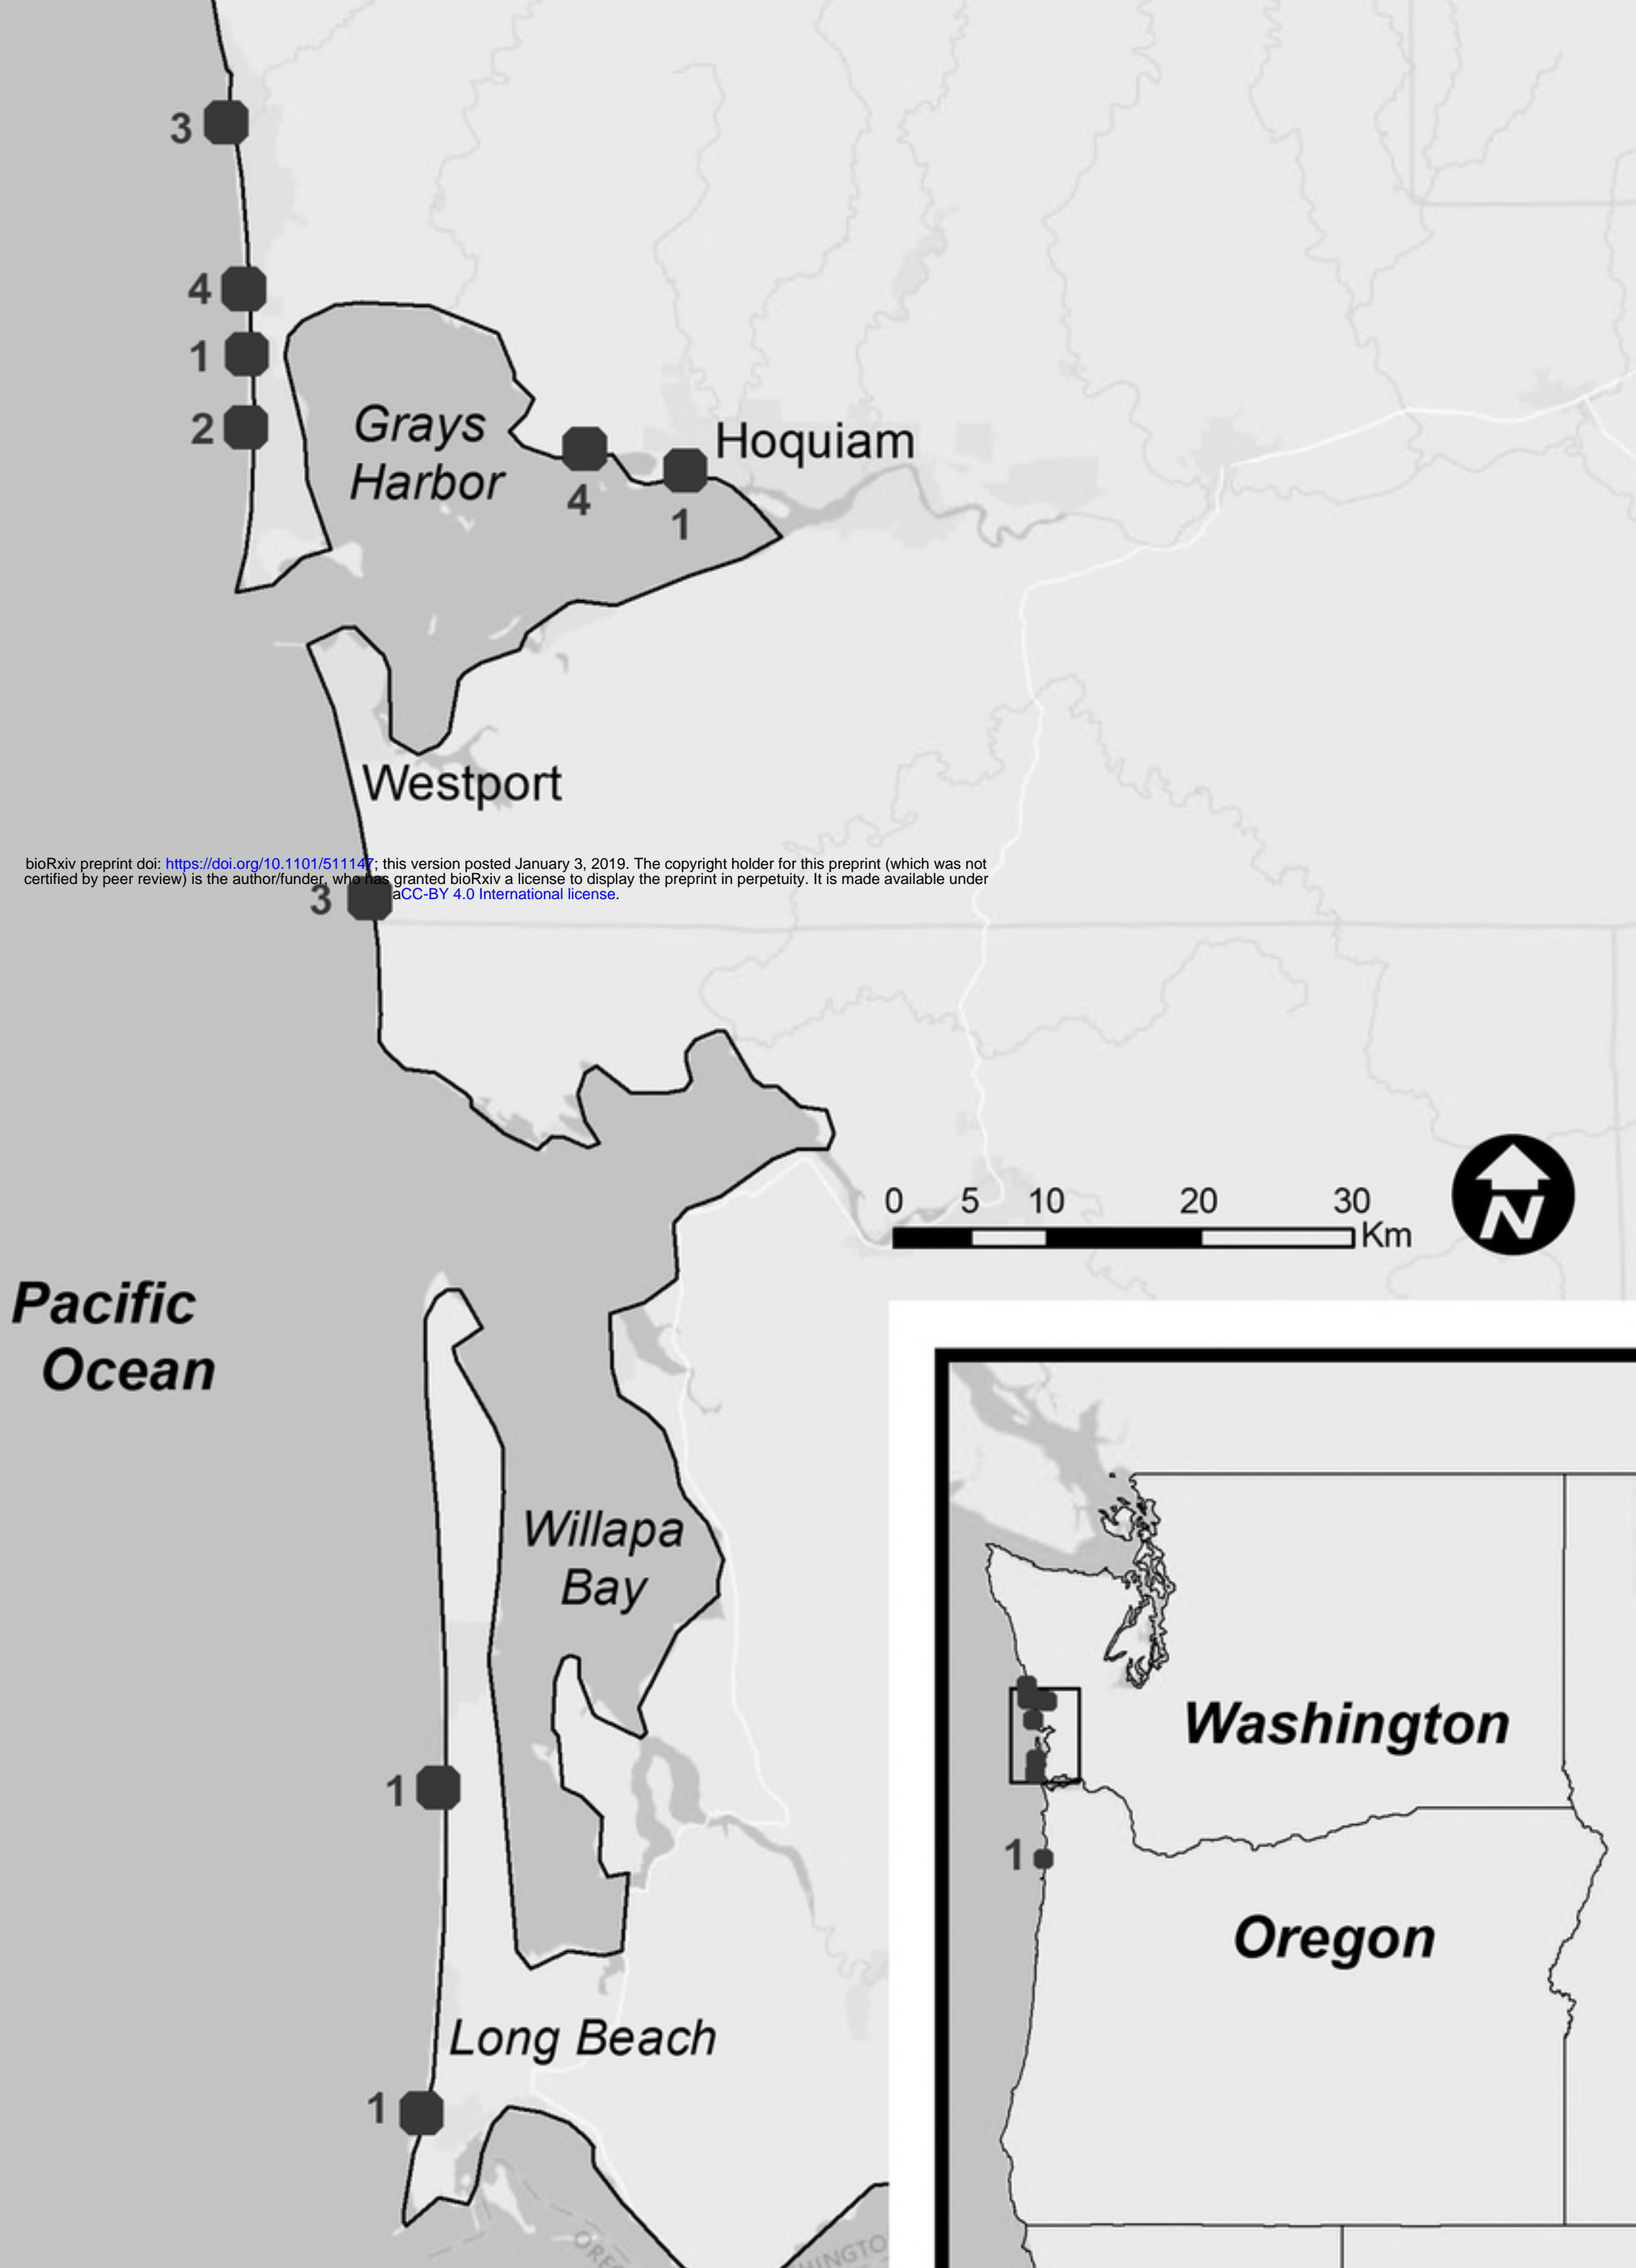 3
4
1
2
Grays
Harbor
Hoquiam
4
1
Westport
bioRxiv preprint doi: https://doi.org/10.1101/511147; this version posted January 3, 2019. The copyright holder for this preprint (which was not
certified by peer review) is the author/funder, who has granted bioRxiv a license to display the preprint in perpetuity. It is made available under
aCC-BY 4.0 International license.
3
0 5 10 20 30
Km
N
Pacific
Ocean
Willapa
Bay
1
Long Beach
1
Washington
1
Oregon